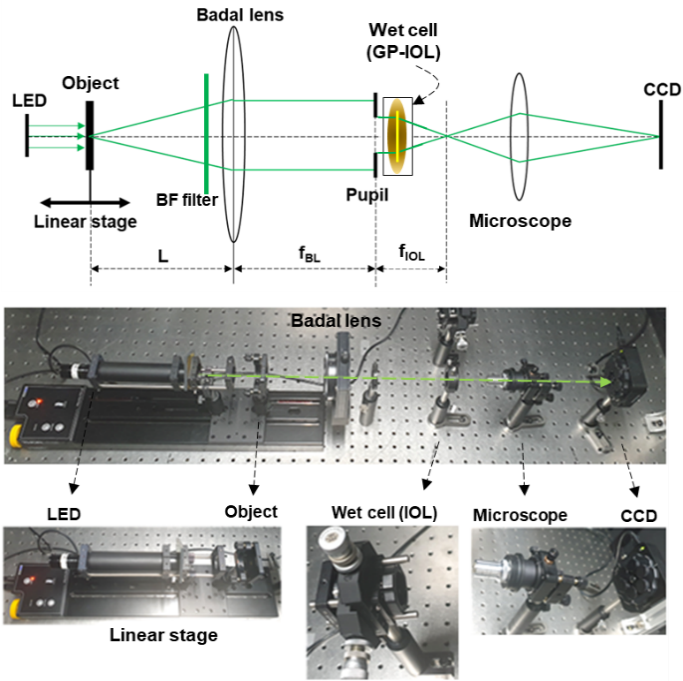 Badal lens
Wet cell
(GP-IOL)
CCD
Object
LED
BF filter
Pupil
Microscope
Linear stage
L
fBL
fIOL
Badal lens
LED
Object
Wet cell (IOL)
Microscope
CCD
Linear stage